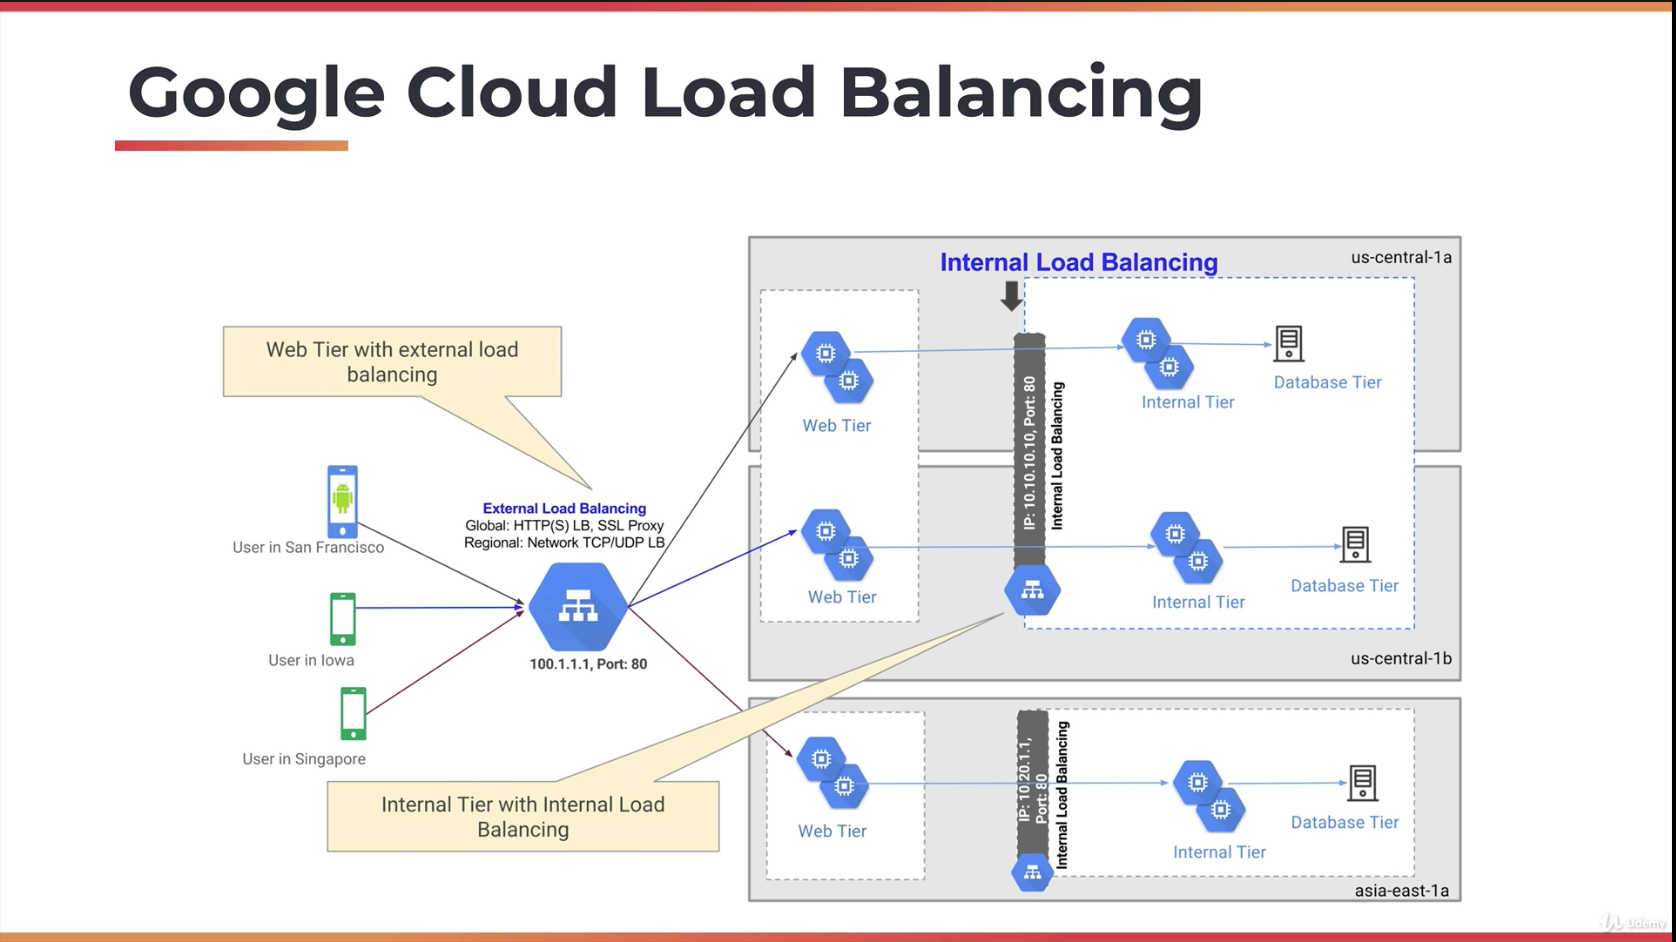 Google Cloud Load Balancing
Internal Load Balancing
us-central-1a
Web Tier with external load
balancing
Web Tier
IP: 10.10.10.10, Port: 80
Internal Load Balancing
Internal Tier
Database Tier
User in San Francisco
External Load Balancing
Global: HTTP(S) LB, SSL Proxy
Regional: Network TCP/UDP LB
100.1.1.1, Port: 80
User in Iowa
User in Singapore
Web Tier
Internal Tier
Database Tier
us-central-1b
Internal Tier with Internal Load
Balancing
Web Tier
IP: 10.20.1.1,
Port: 80
Internal Load Balancing
Internal Tier
Database Tier
asia-east-1a
Udemy